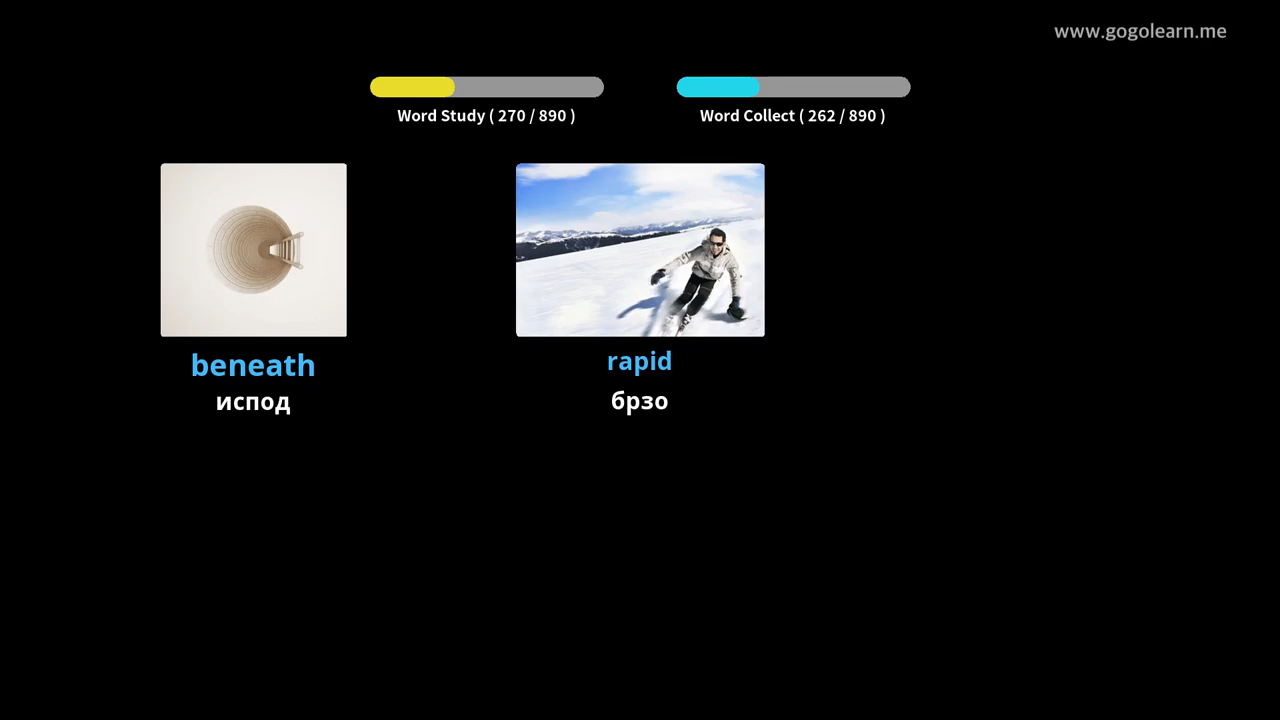 www.gogolearn.me
Word Study ( 270 / 890 )
Word Collect ( 262 / 890 )
beneath
испод
rapid
брзо